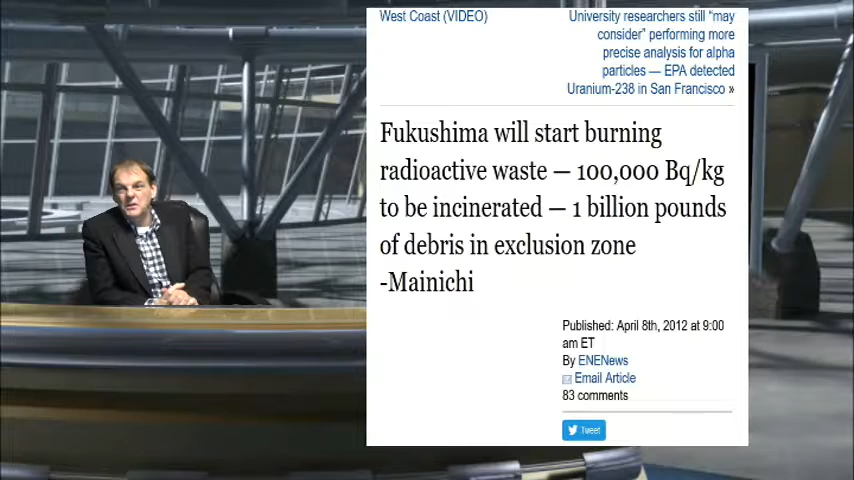 West Coast (VIDEO)
University researchers still “may
consider” performing more
precise analysis for alpha
particles — EPA detected
Uranium-238 in San Francisco »
Fukushima will start burning
radioactive waste — 100,000 Bq/kg
to be incinerated — 1 billion pounds
of debris in exclusion zone
-Mainichi
Published: April 8th, 2012 at 9:00
am ET
By ENENews
Email Article
83 comments
Tweet